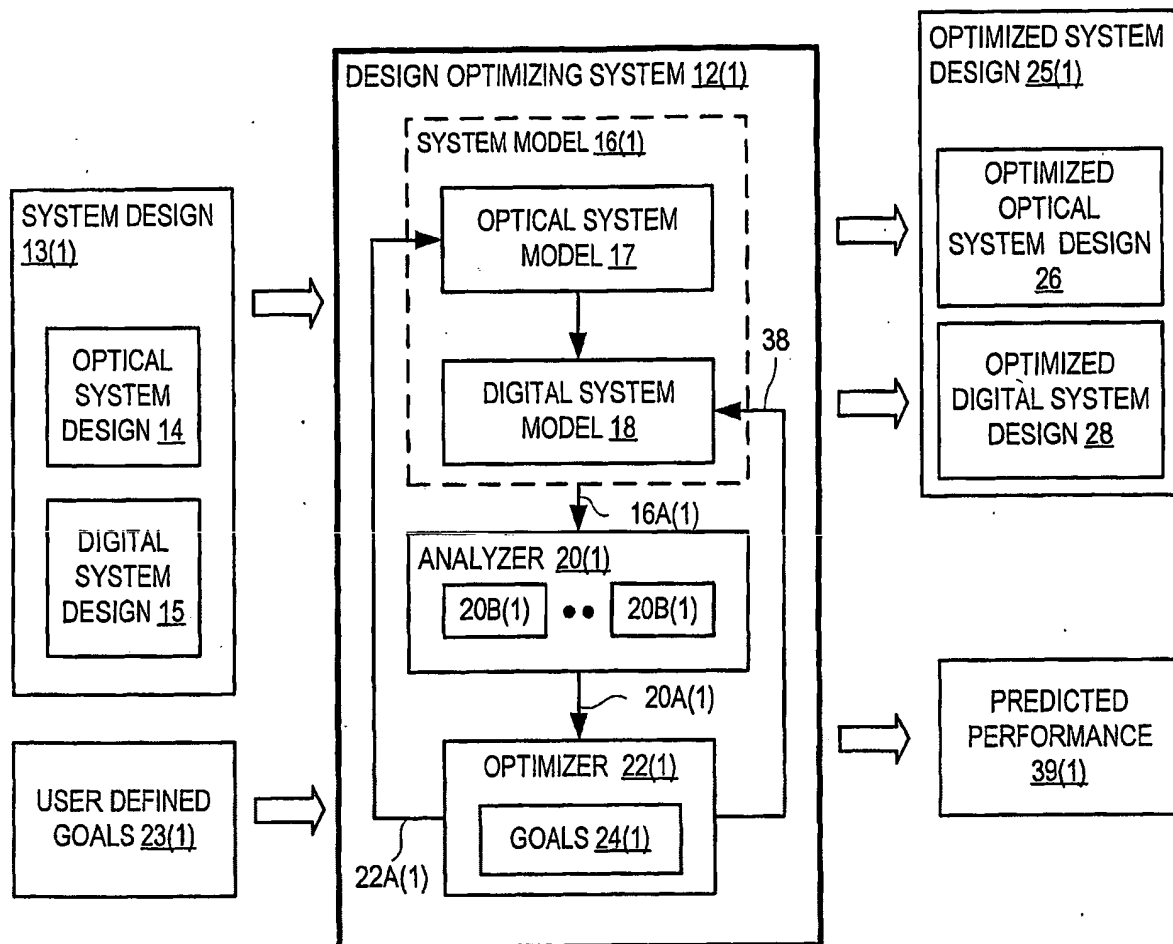 SYSTEM DESIGN
13(1)
OPTICAL
SYSTEM
DESIGN 14
DIGITAL
SYSTEM
DESIGN 15
USER DEFINED
GOALS 23(1)
DESIGN OPTIMIZING SYSTEM 12(1)
SYSTEM MODEL 16(1)
OPTICAL SYSTEM
MODEL 17
DIGITAL SYSTEM
MODEL 18
38
16A(1)
ANALYZER 20(1)
20B(1)
20B(1)
20A(1)
OPTIMIZER 22(1)
GOALS 24(1)
22A(1)
OPTIMIZED SYSTEM
DESIGN 25(1)
OPTIMIZED
OPTICAL
SYSTEM DESIGN
26
OPTIMIZED
DIGITAL SYSTEM
DESIGN 28
PREDICTED
PERFORMANCE
39(1)